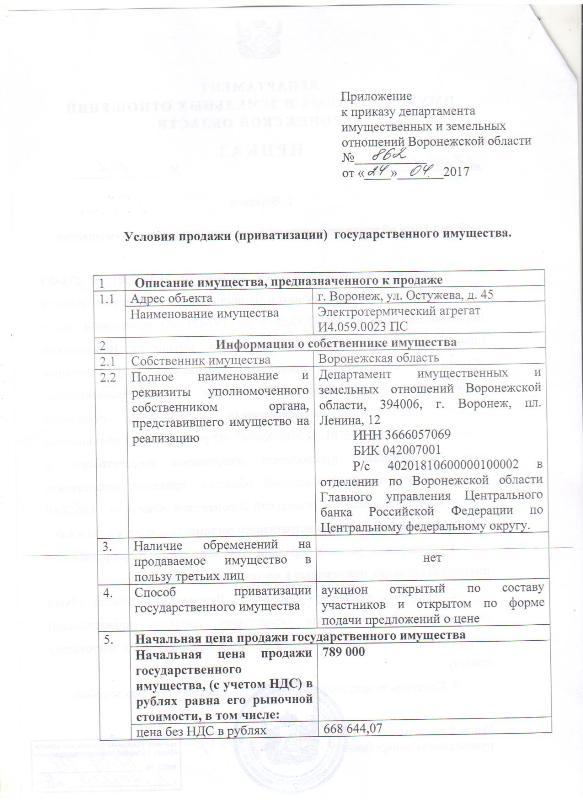 Приложение
к приказу департамента
имущественных и земельных
отношений Воронежской области
№ 862
от «24» 04 2017
Условия продажи (приватизации) государственного имущества.
1 Описание имущества, предназначенного к продаже
1.1 Адрес объекта г. Воронеж, ул. Остужева, д. 45
Наименование имущества Электротермический агрегат
И4.059.0023 ПС
2 Информация о собственнике имущества
2.1 Собственник имущества Воронежская область
2.2 Полное наименование и
реквизиты уполномоченного
собственником органа,
представившего имущество на
реализацию
Департамент имущественных и
земельных отношений Воронежской
области, 394006, г. Воронеж, пл.
Ленина, 12
ИНН 3666057069
БИК 042007001
Р/с 40201810600000100002 в
отделении по Воронежской области
Главного управления Центрального
банка Российской Федерации по
Центральному федеральному округу.
3. Наличие обременений на
продаваемое имущество в
пользу третьих лиц
нет
4. Способ приватизации
государственного имущества
аукцион открытый по составу
участников и открытом по форме
подачи предложений о цене
5. Начальная цена продажи государственного имущества
Начальная цена продажи
государственного
имущества, (с учетом НДС) в
рублях равна его рыночной
стоимости, в том числе:
789 000
цена без НДС в рублях 668 644,07